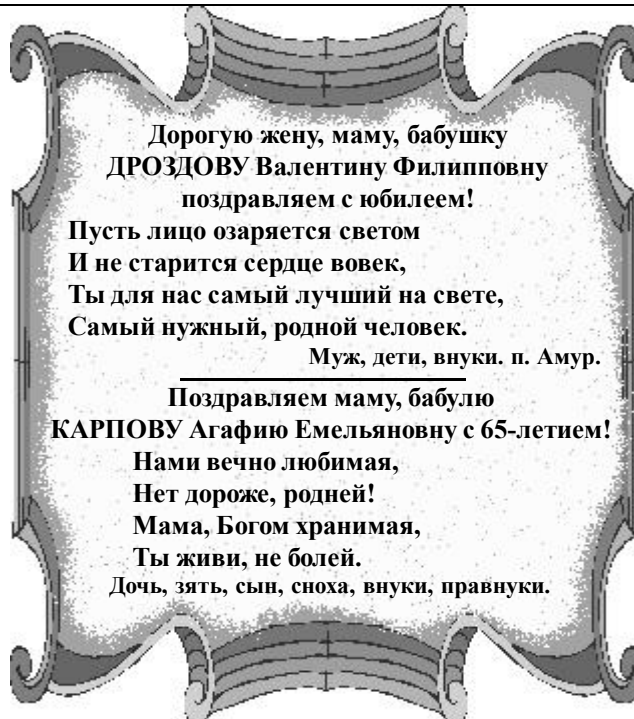 Дорогую жену, маму, бабушку
ДРОЗДОВУ Валентину Филипповну
поздравляем с юбилеем!
Пусть лицо озаряется светом
И не старится сердце вовек,
Ты для нас самый лучший на свете,
Самый нужный, родной человек.
Муж, дети, внуки. п. Амур.
Поздравляем маму, бабулю
КАРПОВУ Агафию Емельяновну с 65-летием!
Нами вечно любимая,
Нет дороже, родней!
Мама, Богом хранимая,
Ты живи, не болей.
Дочь, зять, сын, сноха, внуки, правнуки.